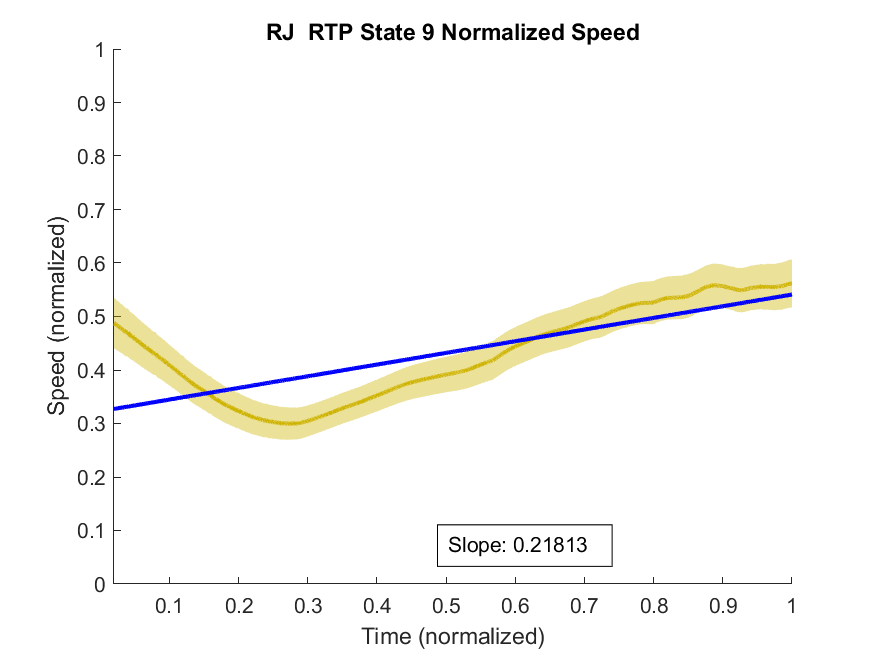 RJ  RTP State 9 Normalized Speed
1
0.9
0.8
0.7
0.6
0.5
0.4
0.3
0.2
0.1
0
Speed (normalized)
Slope: 0.21813
0.1 0.2 0.3 0.4 0.5 0.6 0.7 0.8 0.9 1
Time (normalized)